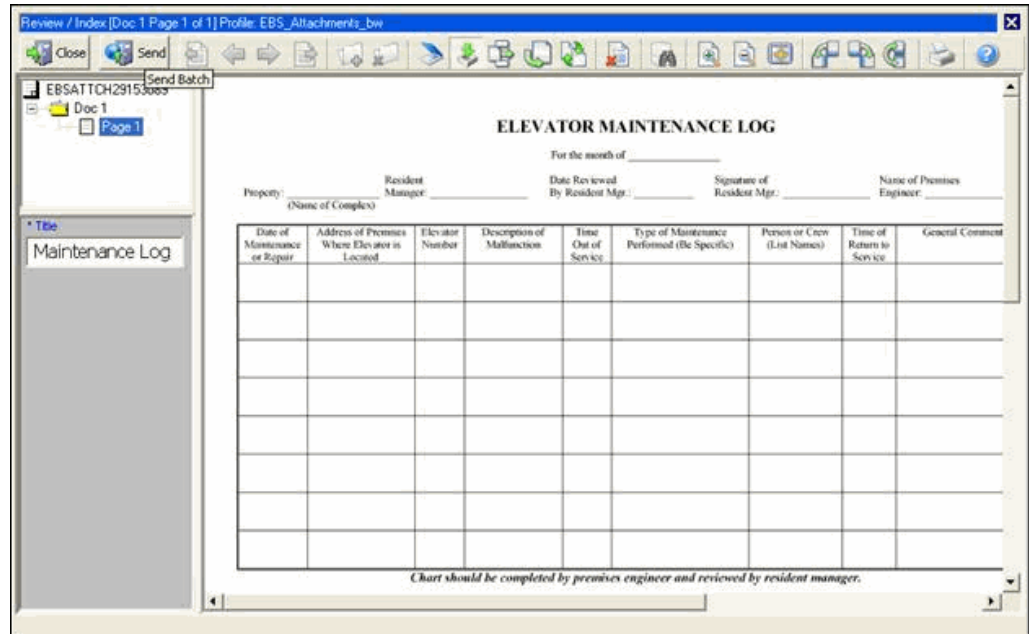 Review / Index [Doc 1 Page 1 of 1] Profile: EBS_Attachments_bw
Close Send
Send Batch
Doc 1
Page 1
* Title
Maintenance Log
ELEVATOR MAINTENANCE LOG
For the month of
Property: Resident Manager: Date Reviewed By Resident Mgr.: Signature of Resident Mgr.: Name of Premises Engineer:
(Name of Complex)
Date of Maintenance or Repair
Address of Premises Where Elevator is Located
Elevator Number
Description of Malfunction
Time Out of Service
Type of Maintenance Performed (Be Specific)
Person or Crew (List Names)
Time of Return to Service
General Comment
Chart should be completed by premises engineer and reviewed by resident manager.